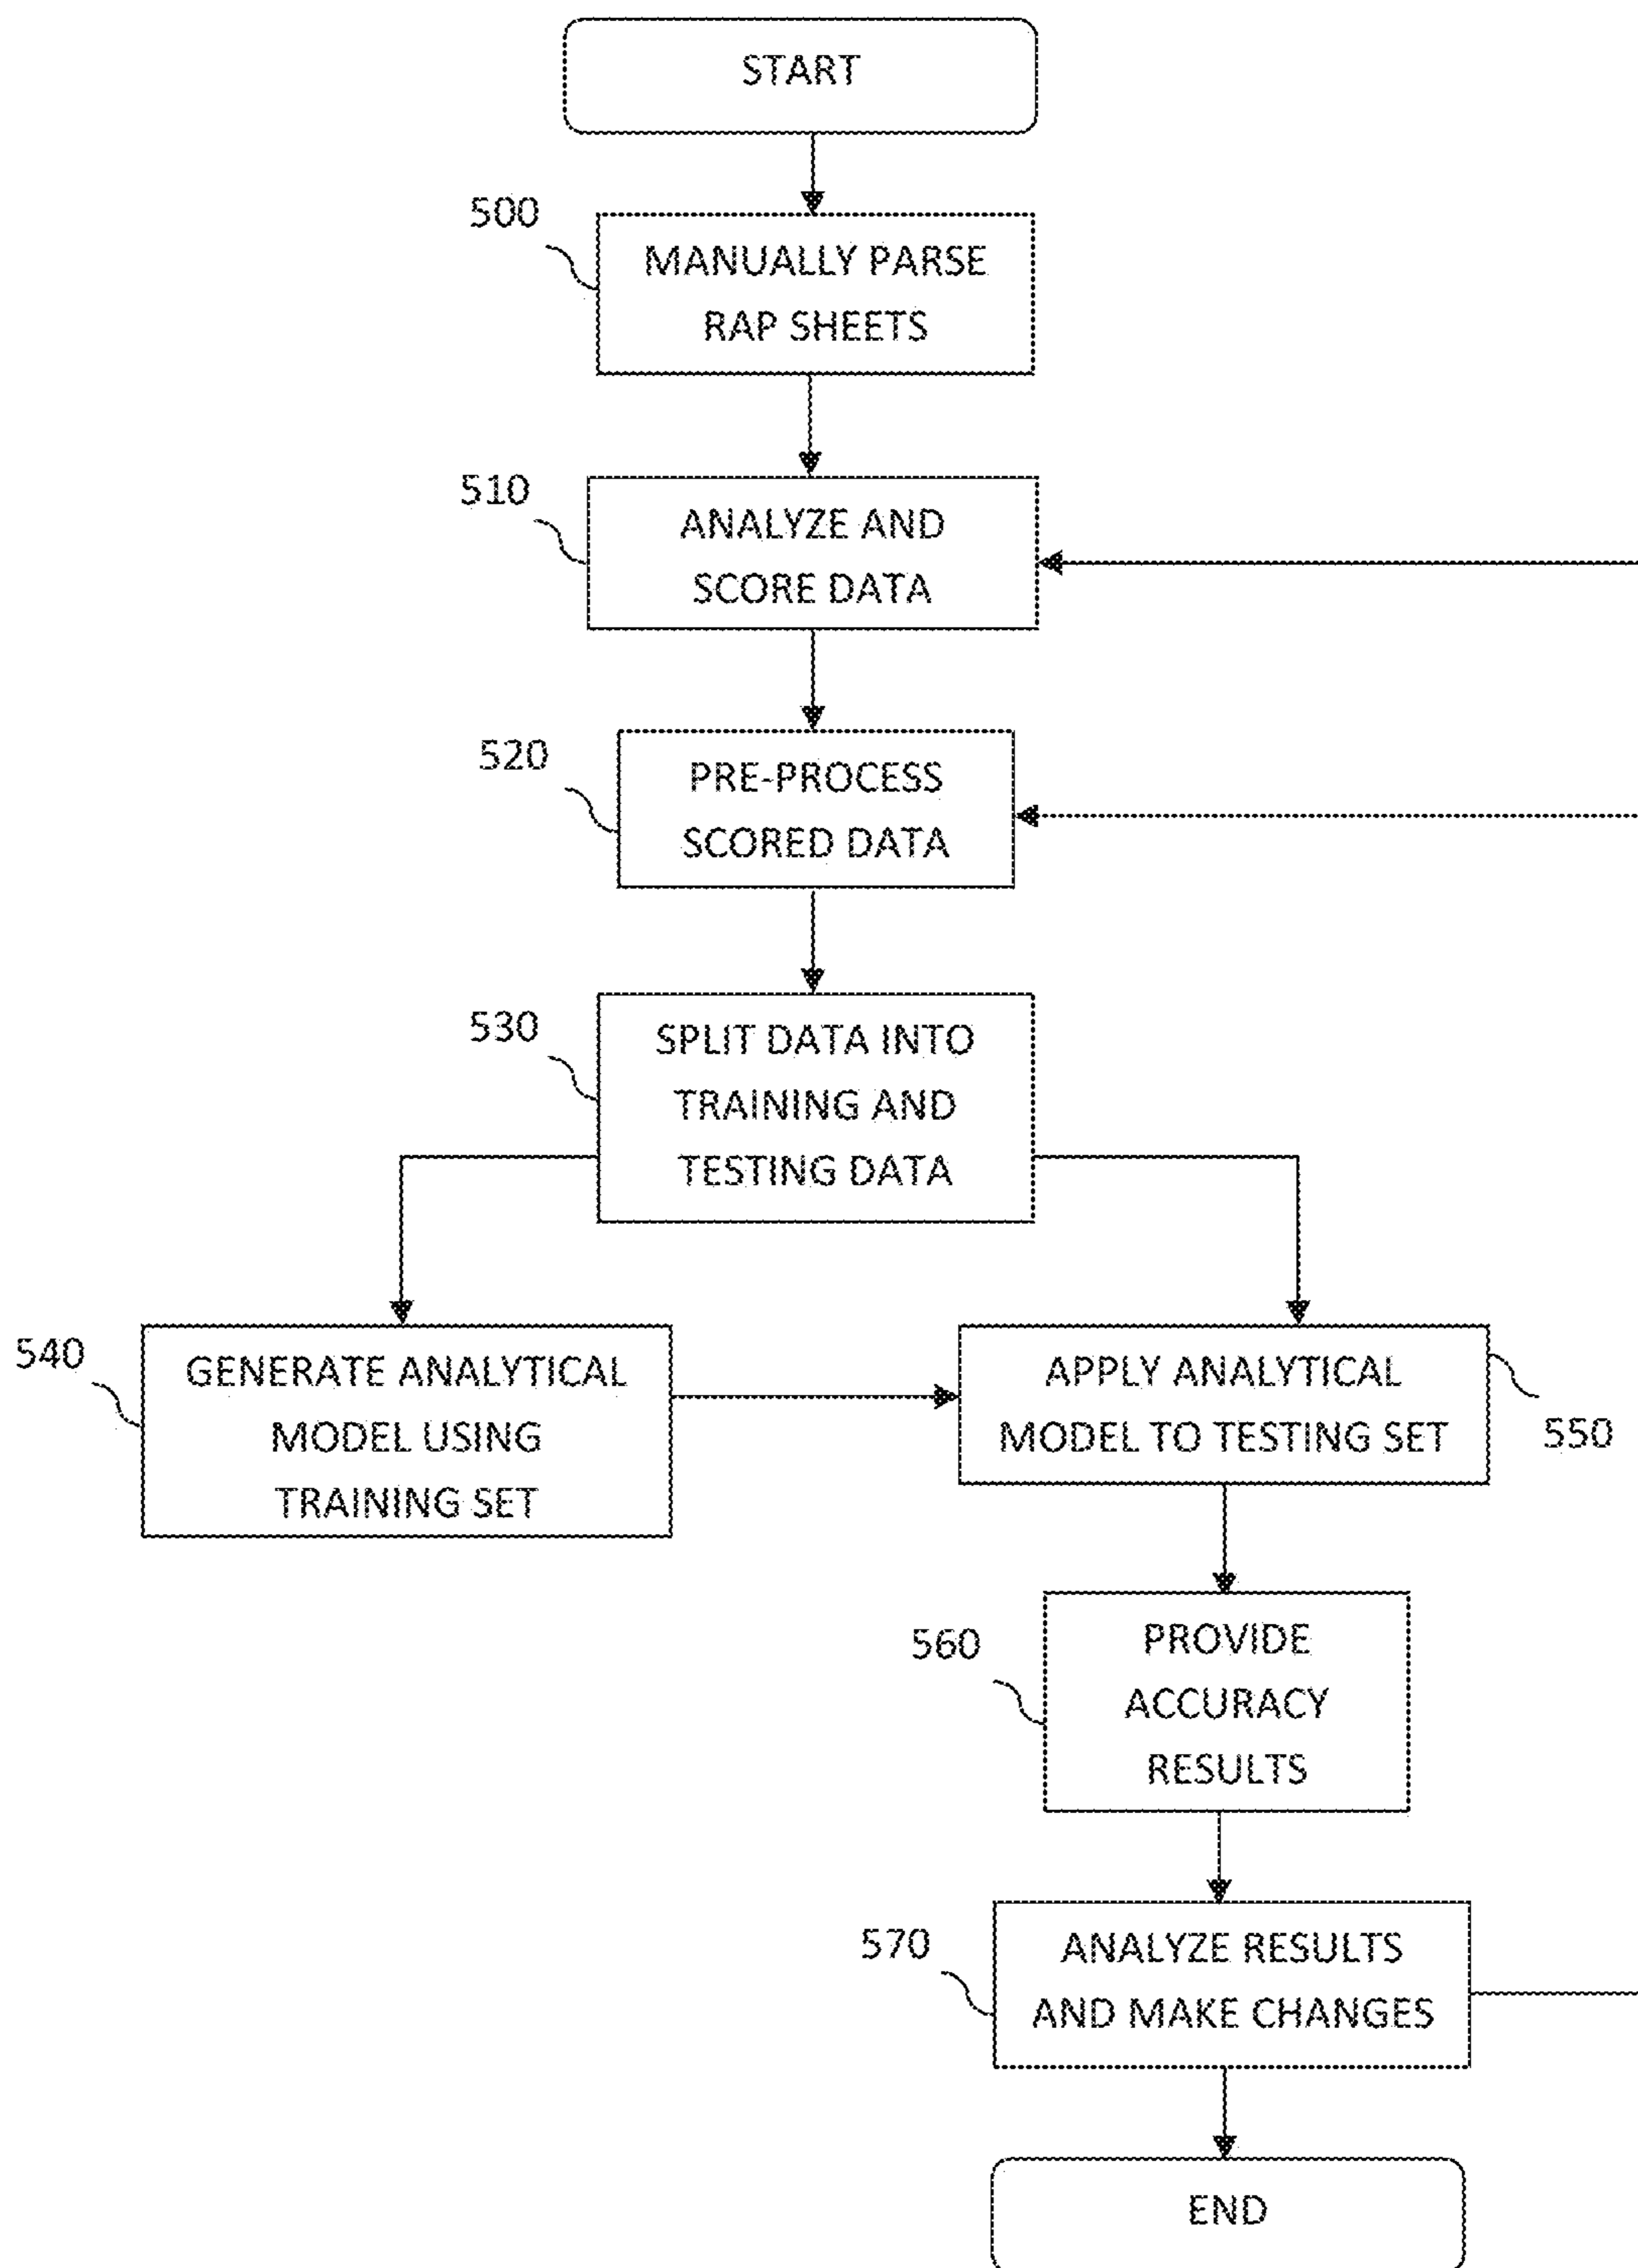 START
500
MANUALLY PARSE
RAP SHEETS
510
ANALYZE AND
SCORE DATA
520
PRE-PROCESS
SCORED DATA
530
SPLIT DATA INTO
TRAINING AND
TESTING DATA
540
GENERATE ANALYTICAL
MODEL USING
TRAINING SET
APPLY ANALYTICAL
MODEL TO TESTING SET
550
560
PROVIDE
ACCURACY
RESULTS
570
ANALYZE RESULTS
AND MAKE CHANGES
END